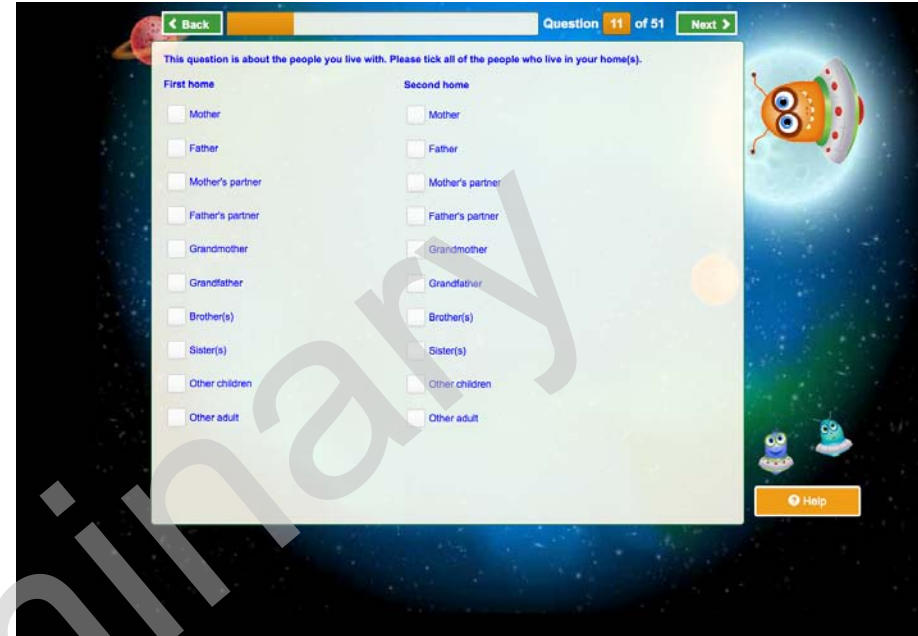 Back
Question 11 of 51
Next
This question is about the people you live with. Please tick all of the people who live in your home(s).
First home
Second home
Mother
Mother
Father
Father
Mother's partner
Mother's partner
Father's partner
Father's partner
Grandmother
Grandmother
Grandfather
Grandfather
Brother(s)
Brother(s)
Sister(s)
Sister(s)
Other children
Other children
Other adult
Other adult
Help
inary